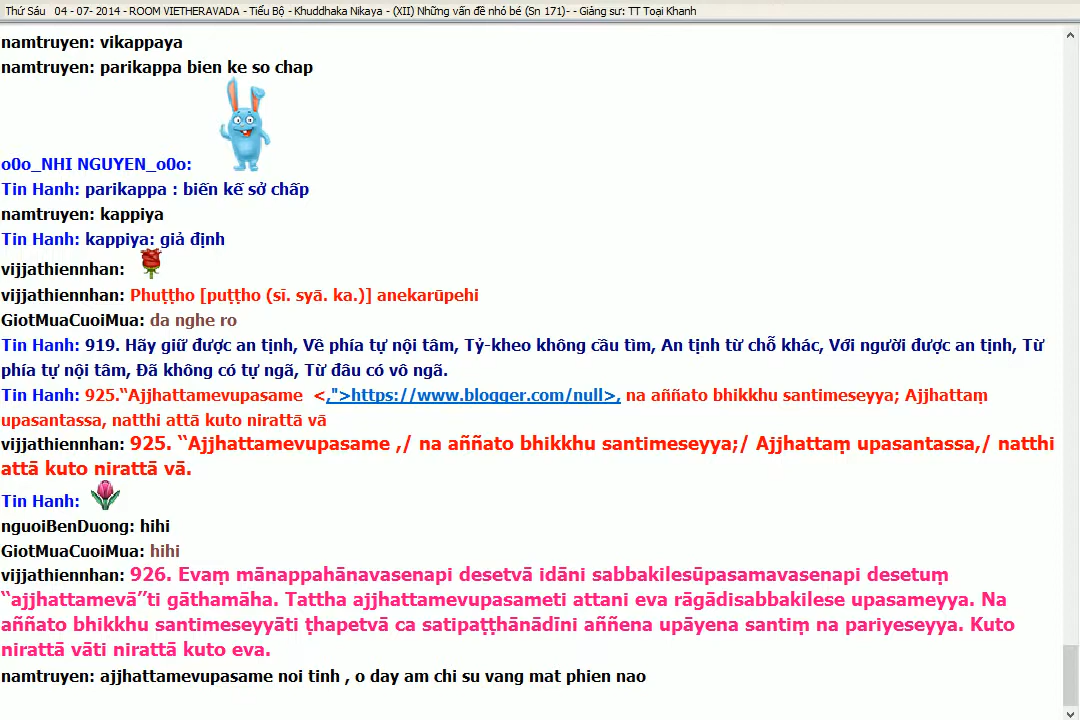 Thứ Sáu 04 - 07- 2014 - ROOM VIETHERAVADA - Tiểu Bộ - Khuddhaka Nikaya - (XII) Những vấn đề nhỏ bé (Sn 171)- - Giảng sư: TT Toại Khanh
namtruyen: vikappaya
namtruyen: parikappa bien ke so chap
o0o_NHI NGUYEN_o0o:
Tin Hanh: parikappa : biến kế sở chấp
namtruyen: kappiya
Tin Hanh: kappiya: giả định
vijjathiennhan:
vijjathiennhan: Phuṭṭho [puṭṭho (sī. syā. ka.)] anekarūpehi
GiotMuaCuoiMua: da nghe ro
Tin Hanh: 919. Hãy giữ được an tịnh, Về phía tự nội tâm, Tỷ-kheo không cầu tìm, An tịnh từ chỗ khác, Với người được an tịnh, Từ
phía tự nội tâm, Đã không có tự ngã, Từ đâu có vô ngã.
Tin Hanh: 925.“Ajjhattamevupasame <,">https://www.blogger.com/null>, na aññato bhikkhu santimeseyya; Ajjhattaṃ
upasantassa, natthi attā kuto nirattā vā
vijjathiennhan: 925. ‘‘Ajjhattamevupasame ,/ na aññato bhikkhu santimeseyya;/ Ajjhattaṃ upasantassa,/ natthi
attā kuto nirattā vā.
Tin Hanh:
nguoiBenDuong: hihi
GiotMuaCuoiMua: hihi
vijjathiennhan: 926. Evaṃ mānappahānavasenapi desetvā idāni sabbakilesūpasamavasenapi desetuṃ
“ajjhattamevā”ti gāthamāha. Tattha ajjhattamevupasameti attani eva rāgādisabbakilese upasameyya. Na
aññato bhikkhu santimeseyyāti ṭhapetvā ca satipaṭṭhānādīni aññena upāyena santiṃ na pariyeseyya. Kuto
nirattā vāti nirattā kuto eva.
namtruyen: ajjhattamevupasame noi tinh , o day am chi su vang mat phien nao